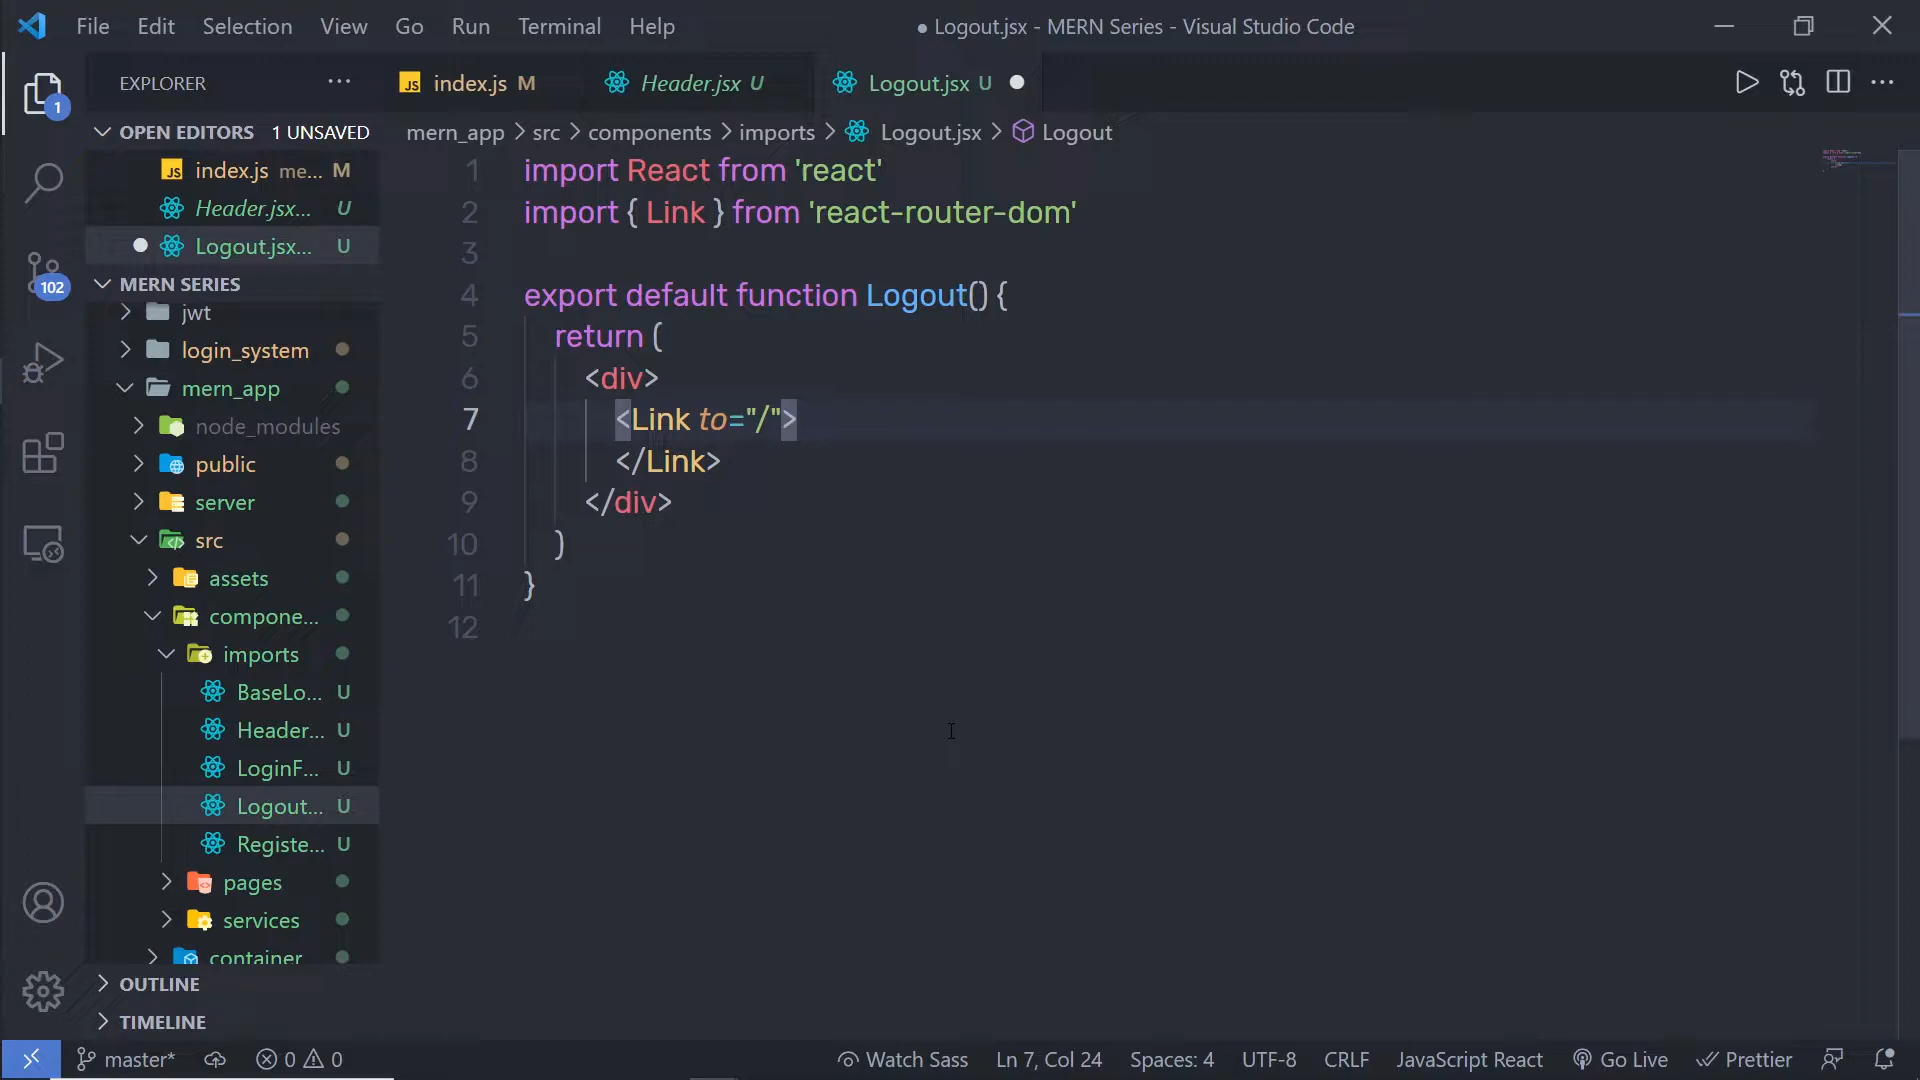 File Edit Selection View Go Run Terminal Help
● Logout.jsx - MERN Series - Visual Studio Code
EXPLORER ···
JS index.js M
Header.jsx U
Logout.jsx U
OPEN EDITORS 1 UNSAVED
mern_app > src > components > imports > Logout.jsx > Logout
1
JS index.js me... M
Header.jsx... U
Logout.jsx... U
102
MERN SERIES
jwt
login_system
mern_app
node_modules
public
server
src
assets
compone...
imports
BaseLo... U
Header... U
LoginF... U
Logout... U
Registe... U
pages
services
container
OUTLINE
TIMELINE
1 import React from 'react'
2 import { Link } from 'react-router-dom'
3
4 export default function Logout() {
5 return (
6 <div>
7 <Link to="/">
8 </Link>
9 </div>
10 )
11 }
12
master* 0 0 Watch Sass Ln 7, Col 24 Spaces: 4 UTF-8 CRLF JavaScript React Go Live Prettier